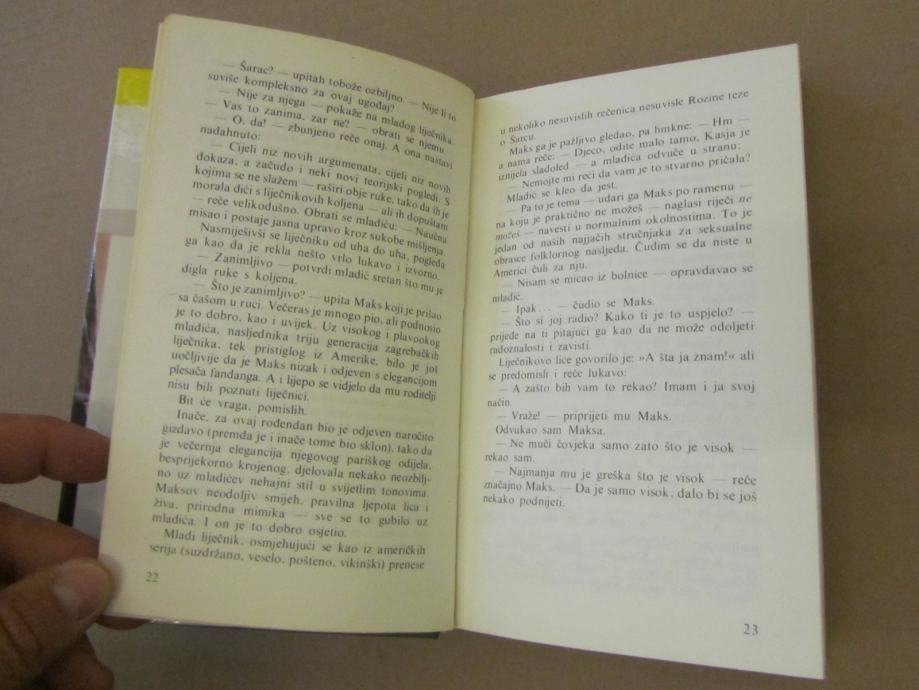 — Šarac? — upitah tobože ozbiljno. — Nije li to
suviše kompleksno za ovaj ugođaj?
— Nije za njega — pokaže na mladog liječnika.
— Vas to zanima, zar ne? — obrati se njemu.
— O, da! — zbunjeno reče onaj. A ona nastavi
nadahnuto:
— Cijeli niz novih argumenata, cijeli niz novih
dokaza, a začudo i neki novi teorijski pogledi. S
kojima se ne slažem — raširi obje ruke, tako da ih je
morala dići s liječnikovih koljena — ali ih dopuštam
— reče velikodušno. Obrati se mladiću: — Naučna
misao i postaje jasna upravo kroz sukobe mišljenja.
Nasmiješivši se liječniku od uha do uha, pogleda
ga kao da je rekla nešto vrlo lukavo i izvorno.
— Zanimljivo — potvrdi mladić sretan što mu je
digla ruke s koljena.
— Što je zanimljivo? — upita Maks koji je prišao
sa čašom u ruci. Večeras je mnogo pio, ali podnosio
je to dobro, kao i uvijek. Uz visokog i plavookog
mladića, nasljednika triju generacija zagrebačkih
liječnika, tek pristiglog iz Amerike, bilo je još
uočljivije da je Maks nizak i odjeven s elegancijom
plesača fandanga. A i lijepo se vidjelo da mu roditelji
nisu bili poznati liječnici.
Bit će vraga, pomislih.
Inače, za ovaj rođendan bio je odjeven naročito
gizdavo (premda je i inače tome bio sklon), tako da
je večernja elegancija njegovog pariškog odijela,
besprijekorno krojenog, djelovala nekako neozbilj-
no uz mladićev nehajni stil u svijetlim tonovima.
Maksov neodoljiv smijeh, pravilna ljepota lica i
živa, prirodna mimika — sve se to gubilo uz
mladića. I on je to dobro osjetio.
Mladi liječnik, osmjehujući se kao iz američkih
serija (suzdržano, veselo, pošteno, vikinški) prenese
22
u nekoliko nesuvislih rečenica nesuvisle Rozine teze
o Šarcu.
Maks ga je pažljivo gledao, pa hmkne: — Hm —
a nama reče: — Djeco, odite malo tamo, Kasja je
iznijela sladoled — a mladića odvuče u stranu:
— Nemojte mi reći da vam je to stvarno pričala?
Mladić se kleo da jest.
— Pa to je tema — udari ga Maks po ramenu —
na koju je praktično ne možeš — naglasi riječi ne
možeš — navesti u normalnim okolnostima. To je
jedan od naših najjačih stručnjaka za seksualne
obrasce folklornog nasljeđa. Čudim se da niste u
Americi čuli za nju.
— Nisam se micao iz bolnice — opravdavao se
mladić.
— Ipak... — čudio se Maks.
— Što si joj radio? Kako ti je to uspjelo? —
prijeđe na ti pitajući ga kao da ne može odoljeti
radoznalosti i zavisti.
Liječnikovo lice govorilo je: »A šta ja znam!« ali
se predomisli i reče lukavo:
— A zašto bih vam to rekao? Imam i ja svoj
način.
— Vraže! — priprijeti mu Maks.
Odvukao sam Maksa.
— Ne muči čovjeka samo zato što je visok —
rekao sam.
— Najmanja mu je greška što je visok — reče
značajno Maks. — Da je samo visok, dalo bi se još
nekako podnijeti.
23